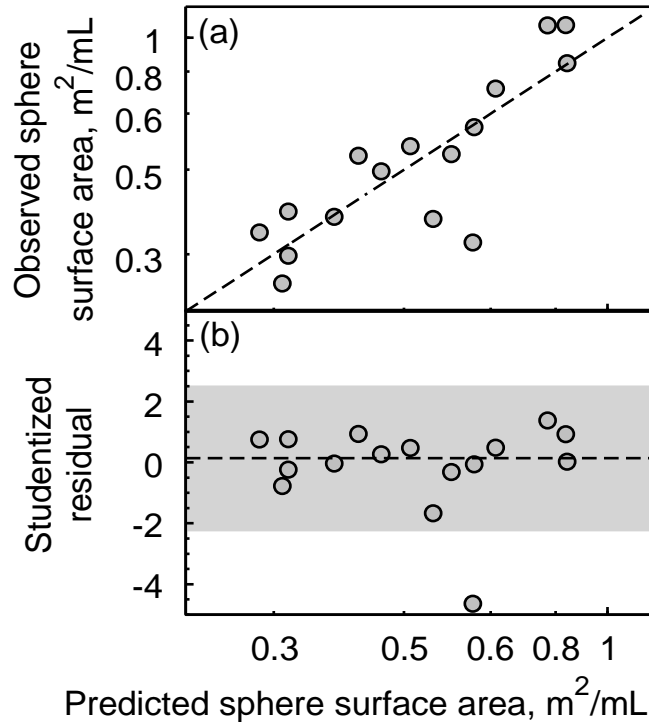 (a)
Observed sphere
surface area, m²/mL
1
0.8
0.6
0.5
0.3
(b)
Studentized
residual
4
2
0
-2
-4
0.3
0.5
0.6
0.8
1
Predicted sphere surface area, m²/mL